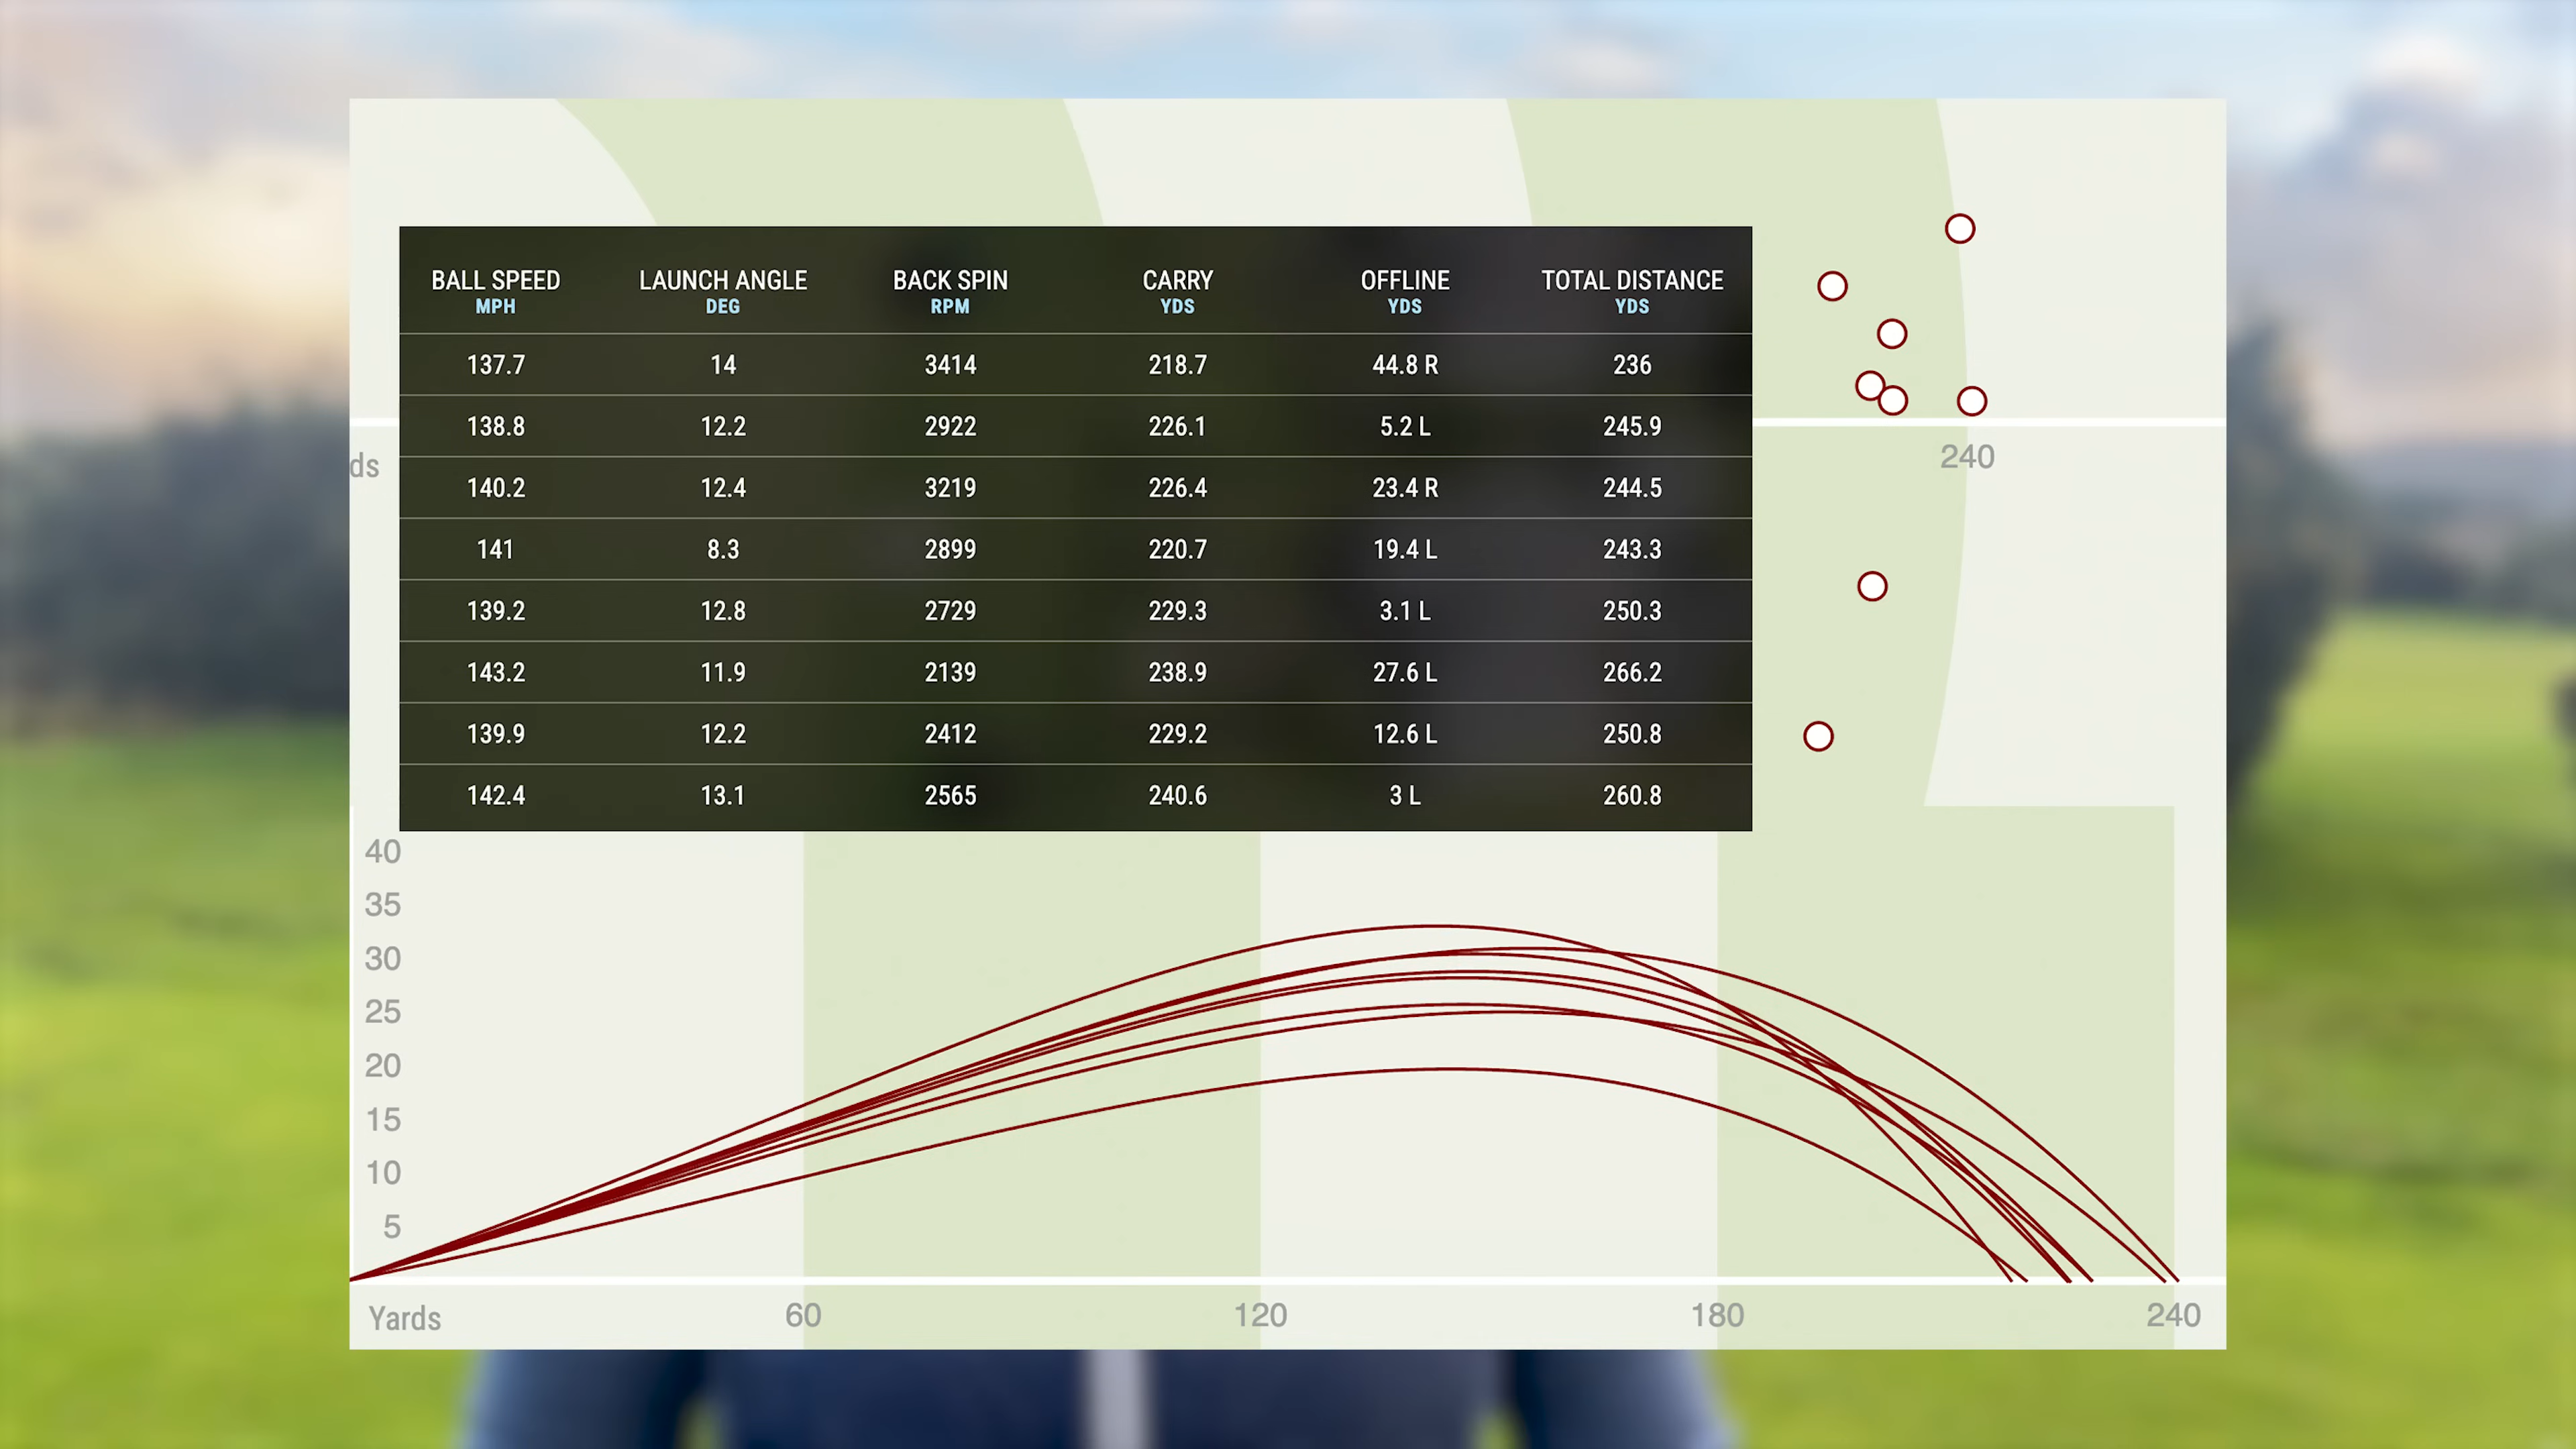 BALL SPEED LAUNCH ANGLE BACK SPIN CARRY OFFLINE TOTAL DISTANCE
MPH DEG RPM YDS YDS YDS
137.7 14 3414 218.7 44.8 R 236
138.8 12.2 2922 226.1 5.2 L 245.9
ds 240
140.2 12.4 3219 226.4 23.4 R 244.5
141 8.3 2899 220.7 19.4 L 243.3
139.2 12.8 2729 229.3 3.1 L 250.3
143.2 11.9 2139 238.9 27.6 L 266.2
139.9 12.2 2412 229.2 12.6 L 250.8
142.4 13.1 2565 240.6 3 L 260.8
40
35
30
25
20
15
10
5
Yards 60 120 180 240